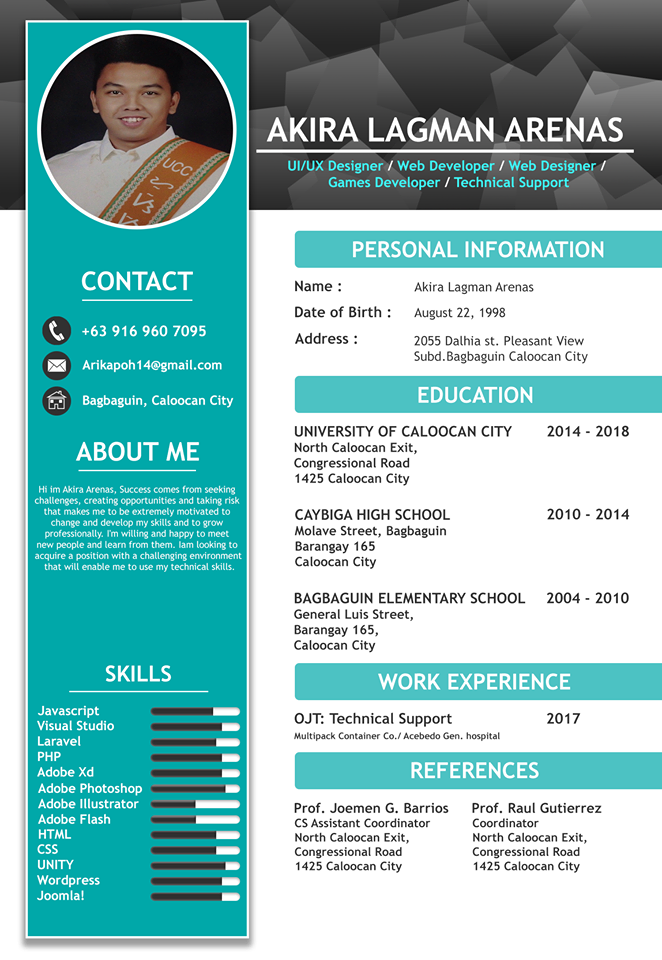 UCC
AKIRA LAGMAN ARENAS
UI/UX Designer / Web Developer / Web Designer /
Games Developer / Technical Support
CONTACT
+63 916 960 7095
Arikapoh14@gmail.com
Bagbaguin, Caloocan City
ABOUT ME
Hi im Akira Arenas, Success comes from seeking
challenges, creating opportunities and taking risk
that makes me to be extremely motivated to
change and develop my skills and to grow
professionally. I'm willing and happy to meet
new people and learn from them. Iam looking to
acquire a position with a challenging environment
that will enable me to use my technical skills.
SKILLS
Javascript
Visual Studio
Laravel
PHP
Adobe Xd
Adobe Photoshop
Adobe Illustrator
Adobe Flash
HTML
CSS
UNITY
Wordpress
Joomla!
PERSONAL INFORMATION
Name : Akira Lagman Arenas
Date of Birth : August 22, 1998
Address : 2055 Dalhia st. Pleasant View
Subd.Bagbaguin Caloocan City
EDUCATION
UNIVERSITY OF CALOOCAN CITY 2014 - 2018
North Caloocan Exit,
Congressional Road
1425 Caloocan City
CAYBIGA HIGH SCHOOL 2010 - 2014
Molave Street, Bagbaguin
Barangay 165
Caloocan City
BAGBAGUIN ELEMENTARY SCHOOL 2004 - 2010
General Luis Street,
Barangay 165,
Caloocan City
WORK EXPERIENCE
OJT: Technical Support 2017
Multipack Container Co./ Acebedo Gen. hospital
REFERENCES
Prof. Joemen G. Barrios
CS Assistant Coordinator
North Caloocan Exit,
Congressional Road
1425 Caloocan City
Prof. Raul Gutierrez
Coordinator
North Caloocan Exit,
Congressional Road
1425 Caloocan City